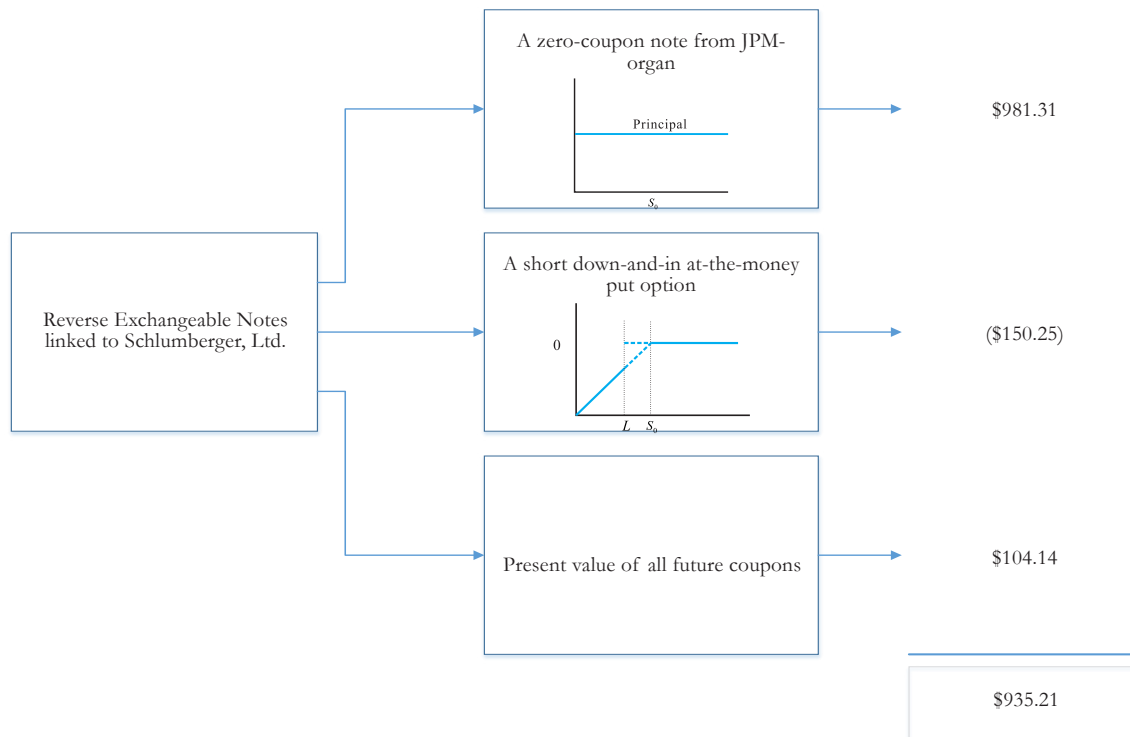 A zero-coupon note from JPM-
organ
Principal
S₀
$981.31
Reverse Exchangeable Notes
linked to Schlumberger, Ltd.
A short down-and-in at-the-money
put option
0
L S₀
($150.25)
Present value of all future coupons
$104.14
$935.21